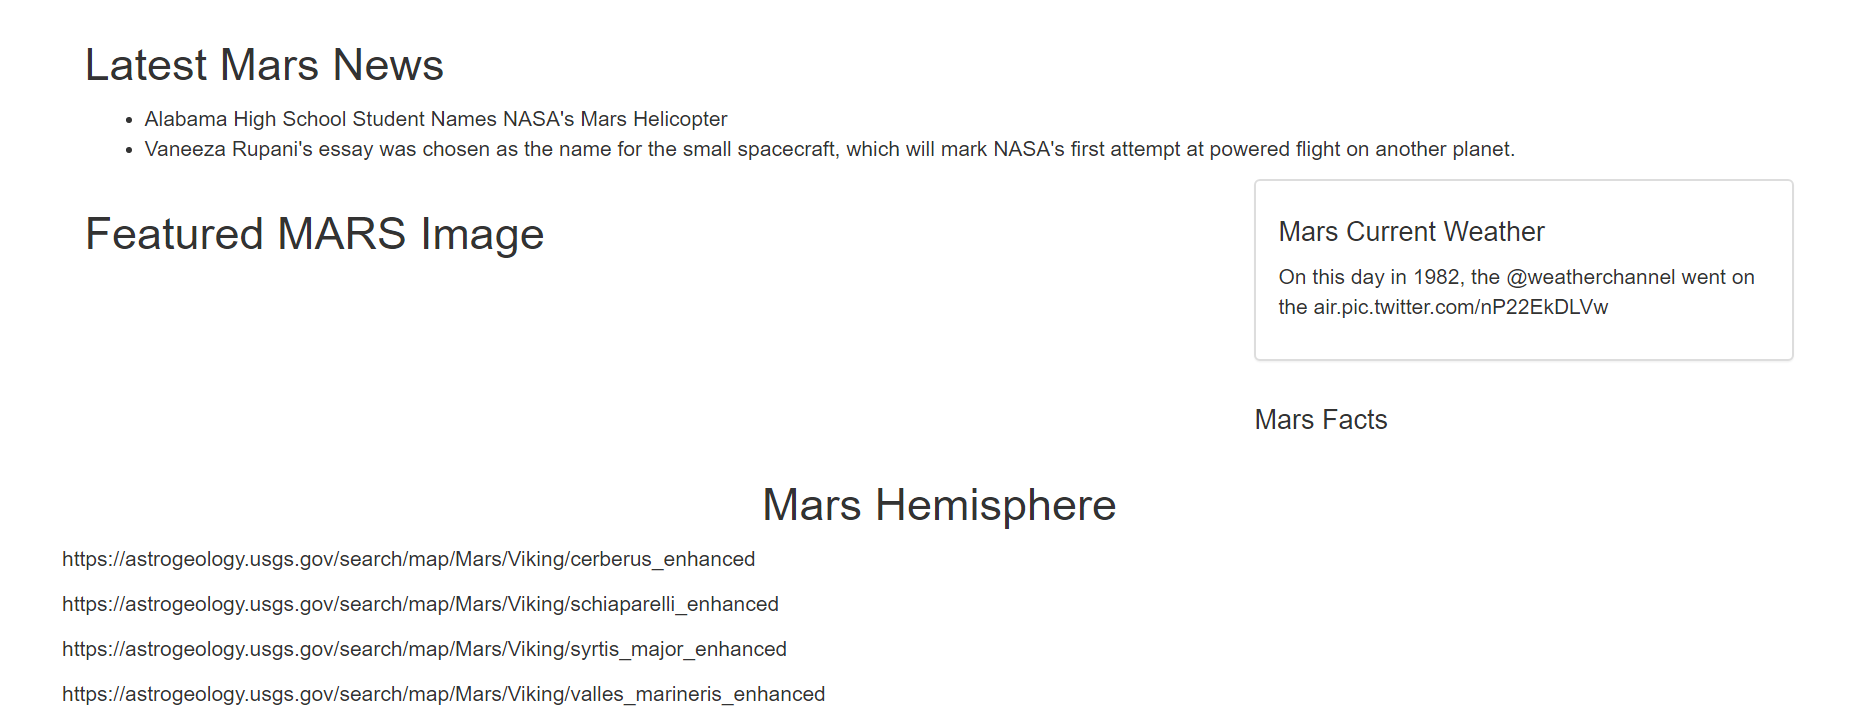 Latest Mars News
Alabama High School Student Names NASA's Mars Helicopter
Vaneeza Rupani's essay was chosen as the name for the small spacecraft, which will mark NASA's first attempt at powered flight on another planet.
Featured MARS Image
Mars Current Weather
On this day in 1982, the @weatherchannel went on
the air.pic.twitter.com/nP22EkDLVw
Mars Facts
Mars Hemisphere
https://astrogeology.usgs.gov/search/map/Mars/Viking/cerberus_enhanced
https://astrogeology.usgs.gov/search/map/Mars/Viking/schiaparelli_enhanced
https://astrogeology.usgs.gov/search/map/Mars/Viking/syrtis_major_enhanced
https://astrogeology.usgs.gov/search/map/Mars/Viking/valles_marineris_enhanced